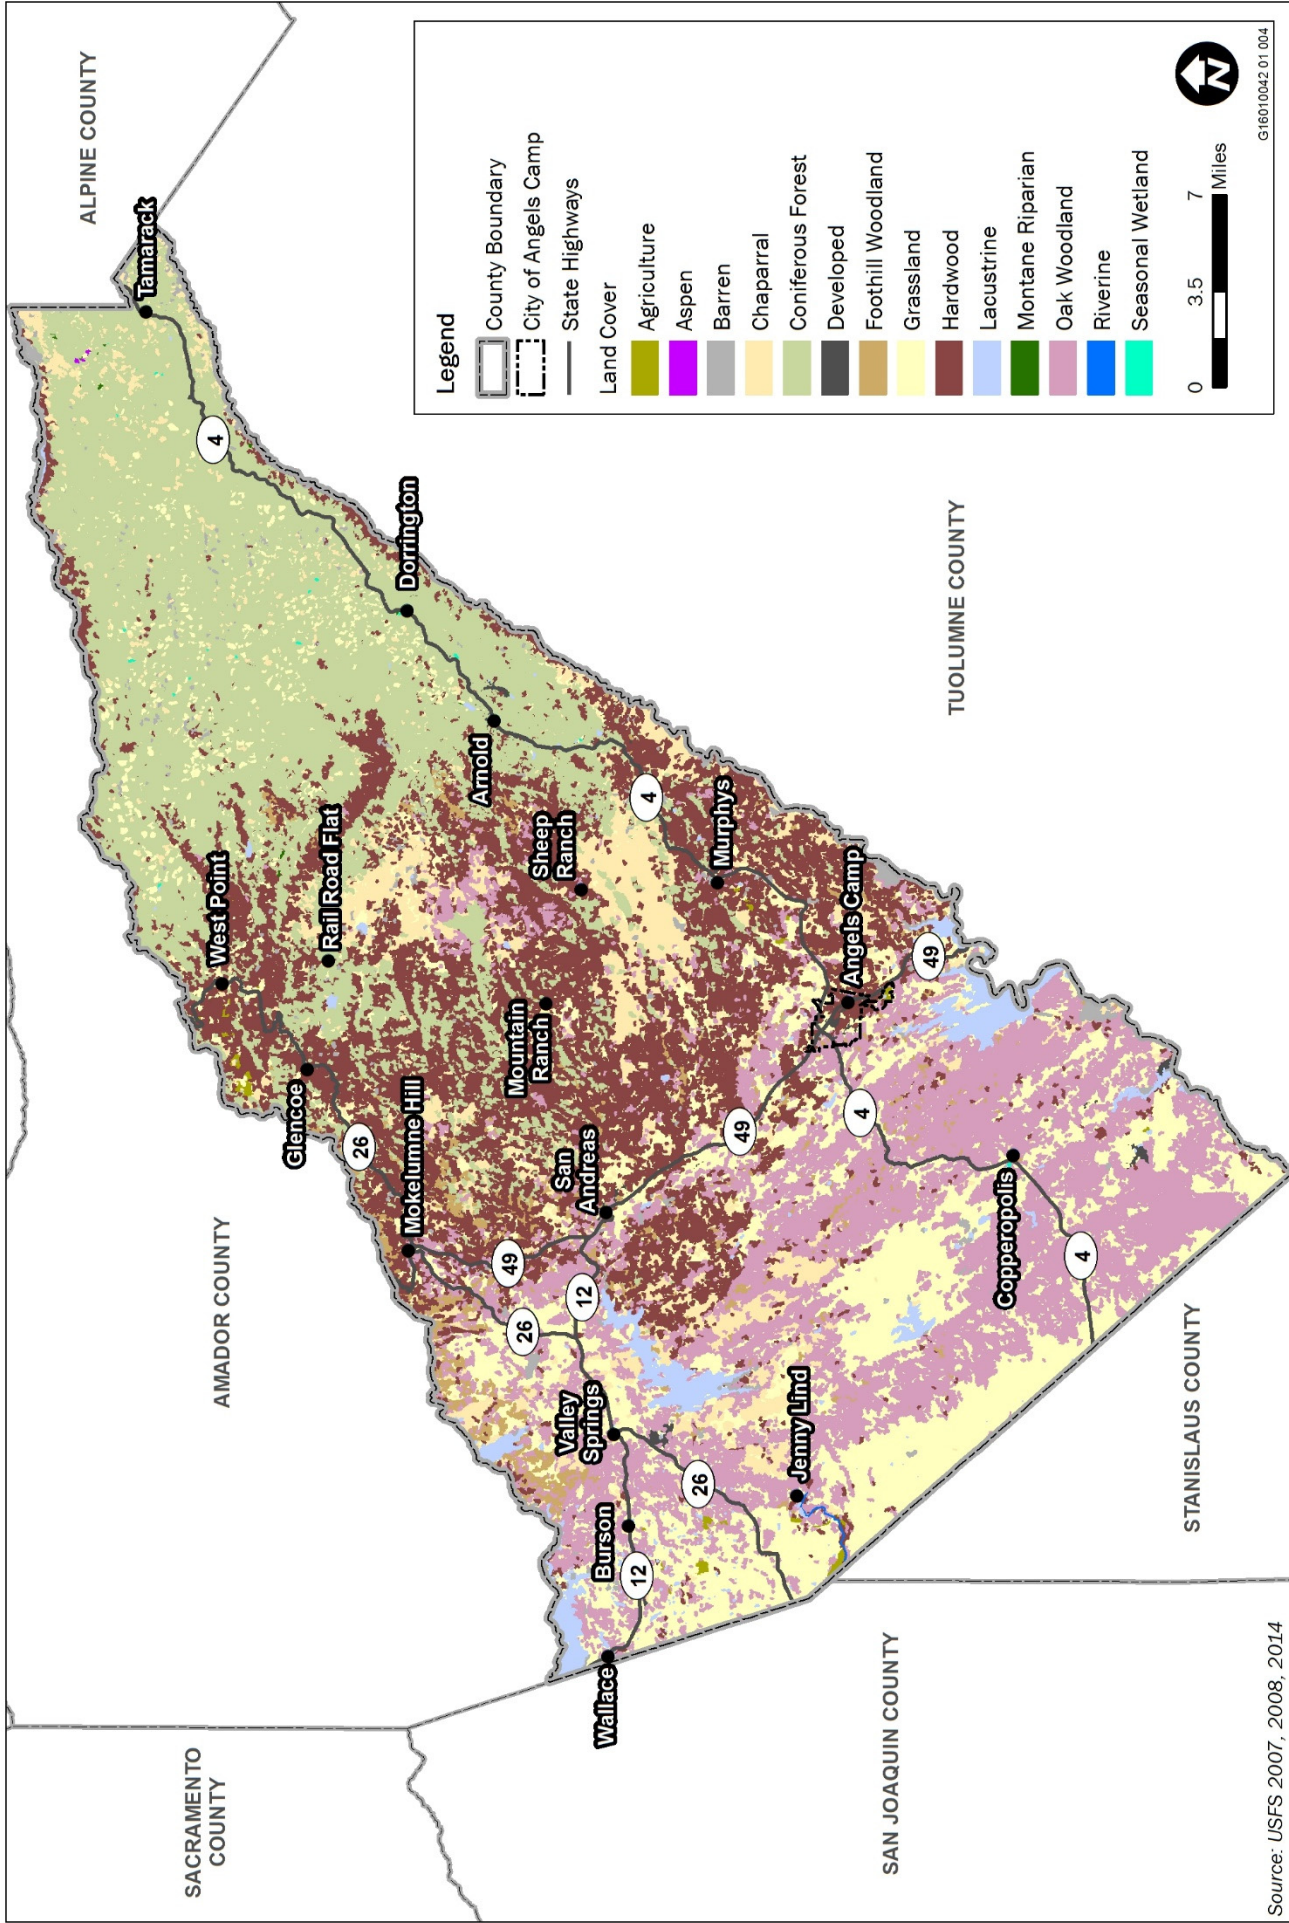 ALPINE COUNTY
Tamarack
4
Dorrington
Arnold
West Point
Rail Road Flat
Sheep
Ranch
4
Murphys
Glencoe
26
Mokelumne Hill
Mountain
Ranch
Angels Camp
49
San
Andreas
49
4
AMADOR COUNTY
49
12
26
Valley
Springs
Copperopolis
4
Jenny Lind
26
Burson
12
Wallace
TUOLUMNE COUNTY
STANISLAUS COUNTY
SAN JOAQUIN COUNTY
SACRAMENTO
COUNTY
Legend
County Boundary
City of Angels Camp
State Highways
Land Cover
Agriculture
Aspen
Barren
Chaparral
Coniferous Forest
Developed
Foothill Woodland
Grassland
Hardwood
Lacustrine
Montane Riparian
Oak Woodland
Riverine
Seasonal Wetland
0 3.5 7
Miles
N
G16010042 01 004
Source: USFS 2007, 2008, 2014